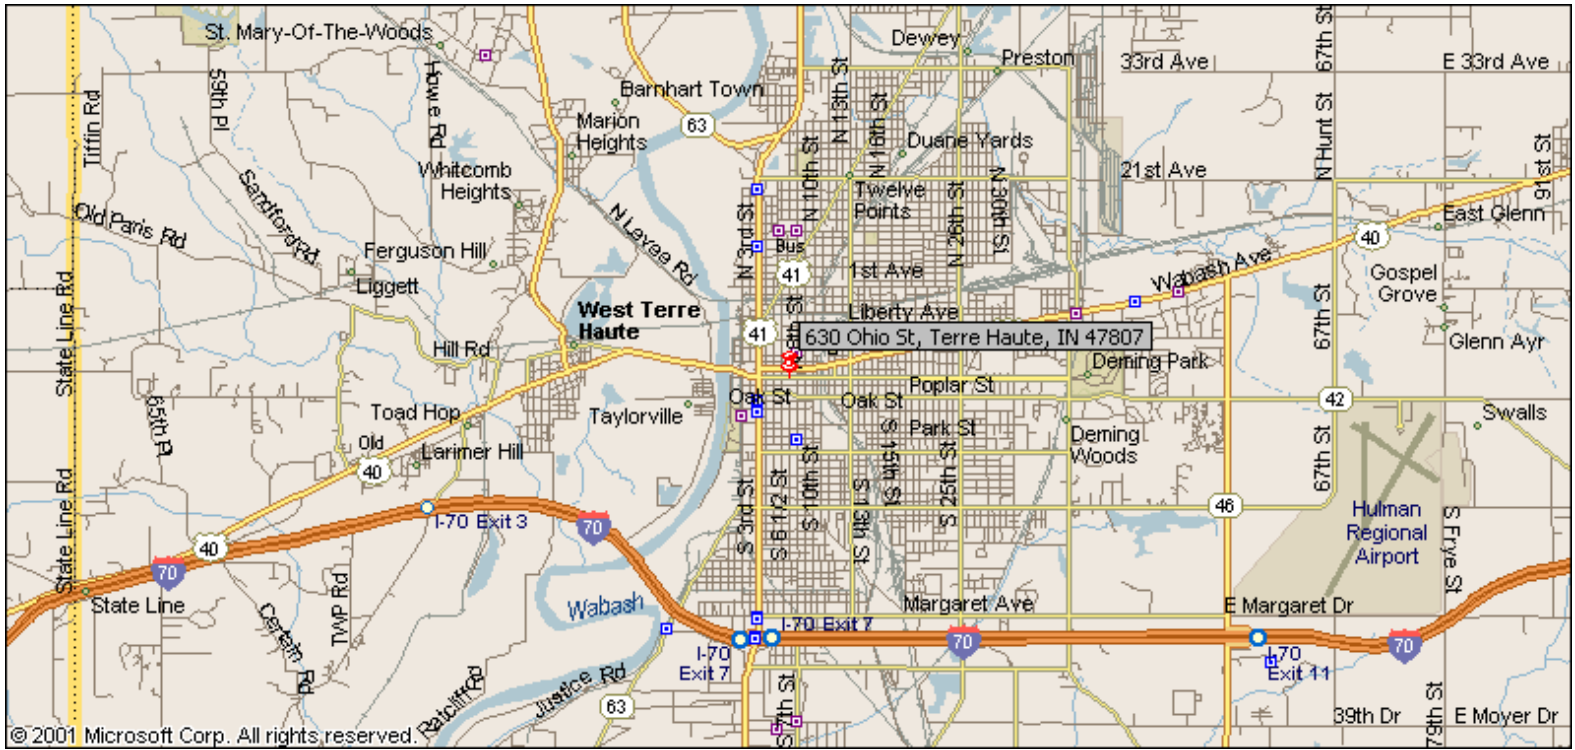 St. Mary-Of-The-Woods
Dewey
Preston
33rd Ave
67th St
E 33rd Ave
59th Pl
Howe Rd
Barnhart Town
N 13th St
63
Tiffin Rd
Marion
Heights
N 16th St
Duane Yards
N Hunt St
Whitcomb
Heights
N 10th St
21st Ave
91st St
Sandford Rd
Twelve
Points
N 26th St
N 30th St
Old Paris Rd
N Levee Rd
N 3rd St
East Glenn
Ferguson Hill
Bus
41
40
Liggett
1st Ave
Wabash Ave
Gospel
Grove
State Line Rd
West Terre
Haute
Liberty Ave
67th St
41
630 Ohio St, Terre Haute, IN 47807
Hill Rd
Glenn Ayr
Deming Park
Poplar St
65th Pl
Toad Hop
Taylorville
Oak St
Oak St
42
Swalls
Old
40
Larimer Hill
Park St
Deming
Woods
S 15th St
67th St
State Line Rd
S 3rd St
S 6 1/2 St
S 10th St
S 13th St
S 25th St
46
I-70 Exit 3
70
Hulman
Regional
Airport
S Frye St
40
70
State Line
TWP Rd
Wabash
Margaret Ave
E Margaret Dr
I-70 Exit 7
70
70
I-70
Exit 7
I-70
Exit 11
Ratcliff Rd
Justice Rd
63
S 7th St
39th Dr
79th St
E Moyer Dr
© 2001 Microsoft Corp. All rights reserved.